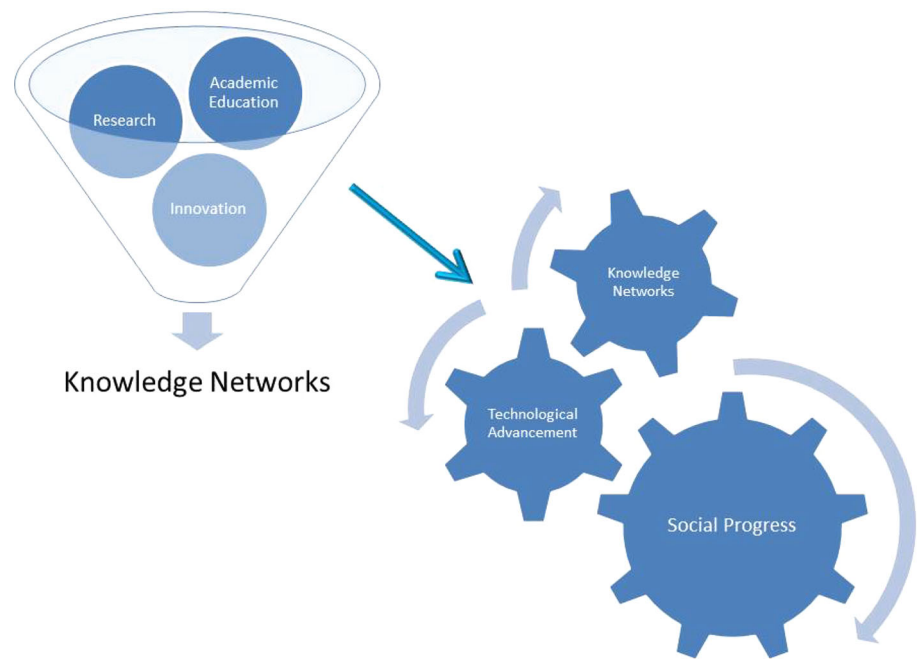 Academic
Education
Research
Innovation
Knowledge Networks
Knowledge
Networks
Technological
Advancement
Social Progress